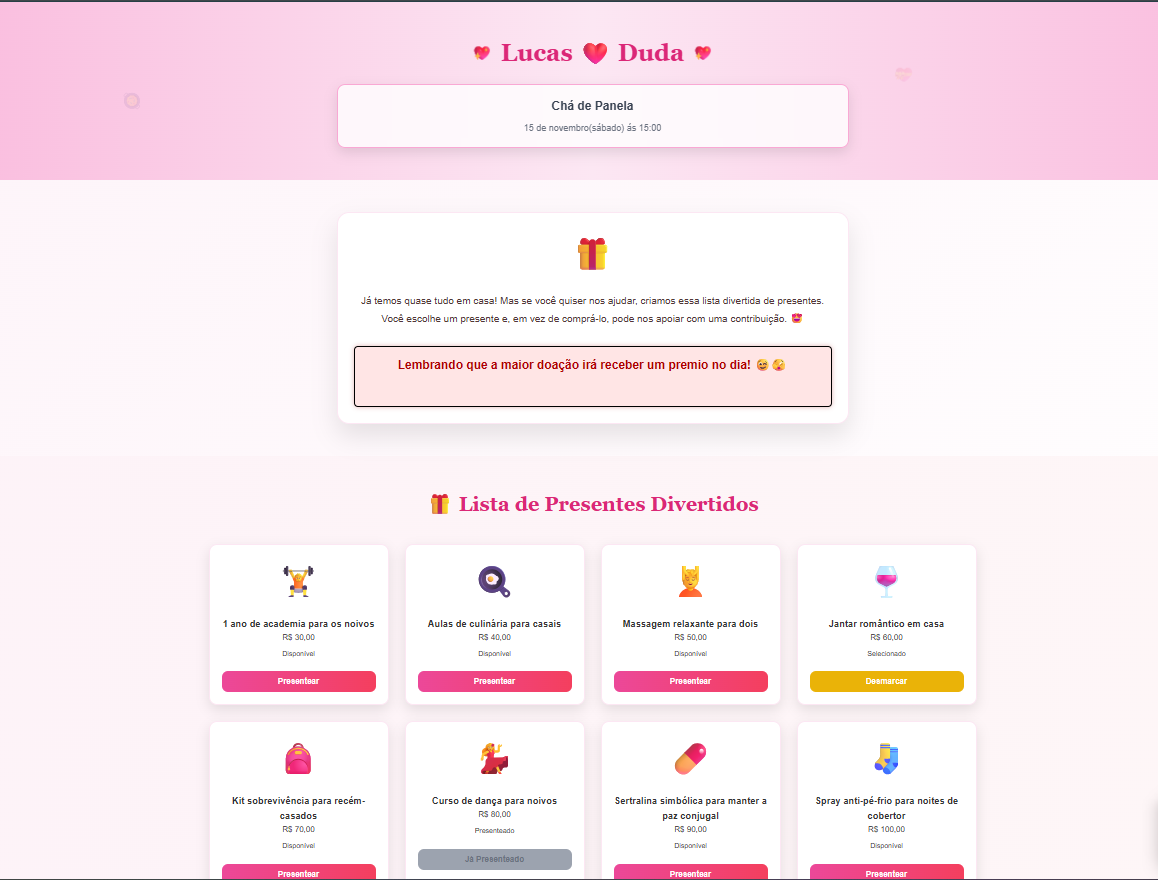 💖 Lucas ❤️ Duda 💖
Chá de Panela
15 de novembro(sábado) ás 15:00
Já temos quase tudo em casa! Mas se você quiser nos ajudar, criamos essa lista divertida de presentes.
Você escolhe um presente e, em vez de comprá-lo, pode nos apoiar com uma contribuição.
Lembrando que a maior doação irá receber um premio no dia!
🎁 Lista de Presentes Divertidos
1 ano de academia para os noivos
R$ 30,00
Disponível
Presentear
Aulas de culinária para casais
R$ 40,00
Disponível
Presentear
Massagem relaxante para dois
R$ 50,00
Disponível
Presentear
Jantar romântico em casa
R$ 60,00
Selecionado
Desmarcar
Kit sobrevivência para recém-
casados
R$ 70,00
Disponível
Presentear
Curso de dança para noivos
R$ 80,00
Presenteado
Já Presenteado
Sertralina simbólica para manter a
paz conjugal
R$ 90,00
Disponível
Presentear
Spray anti-pé-frio para noites de
cobertor
R$ 100,00
Disponível
Presentear